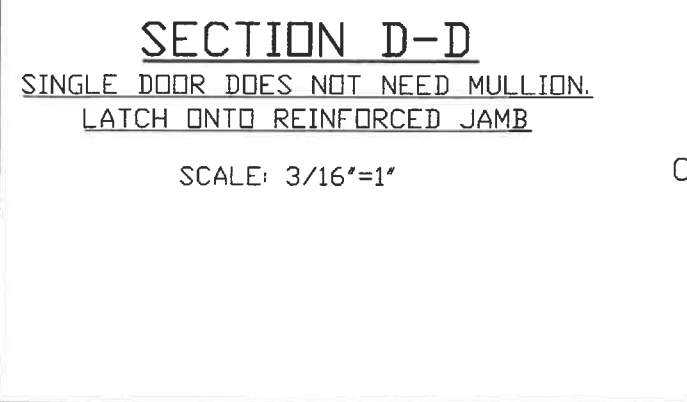 SECTION D-D
SINGLE DOOR DOES NOT NEED MULLION.
LATCH ONTO REINFORCED JAMB
SCALE: 3/16"=1"